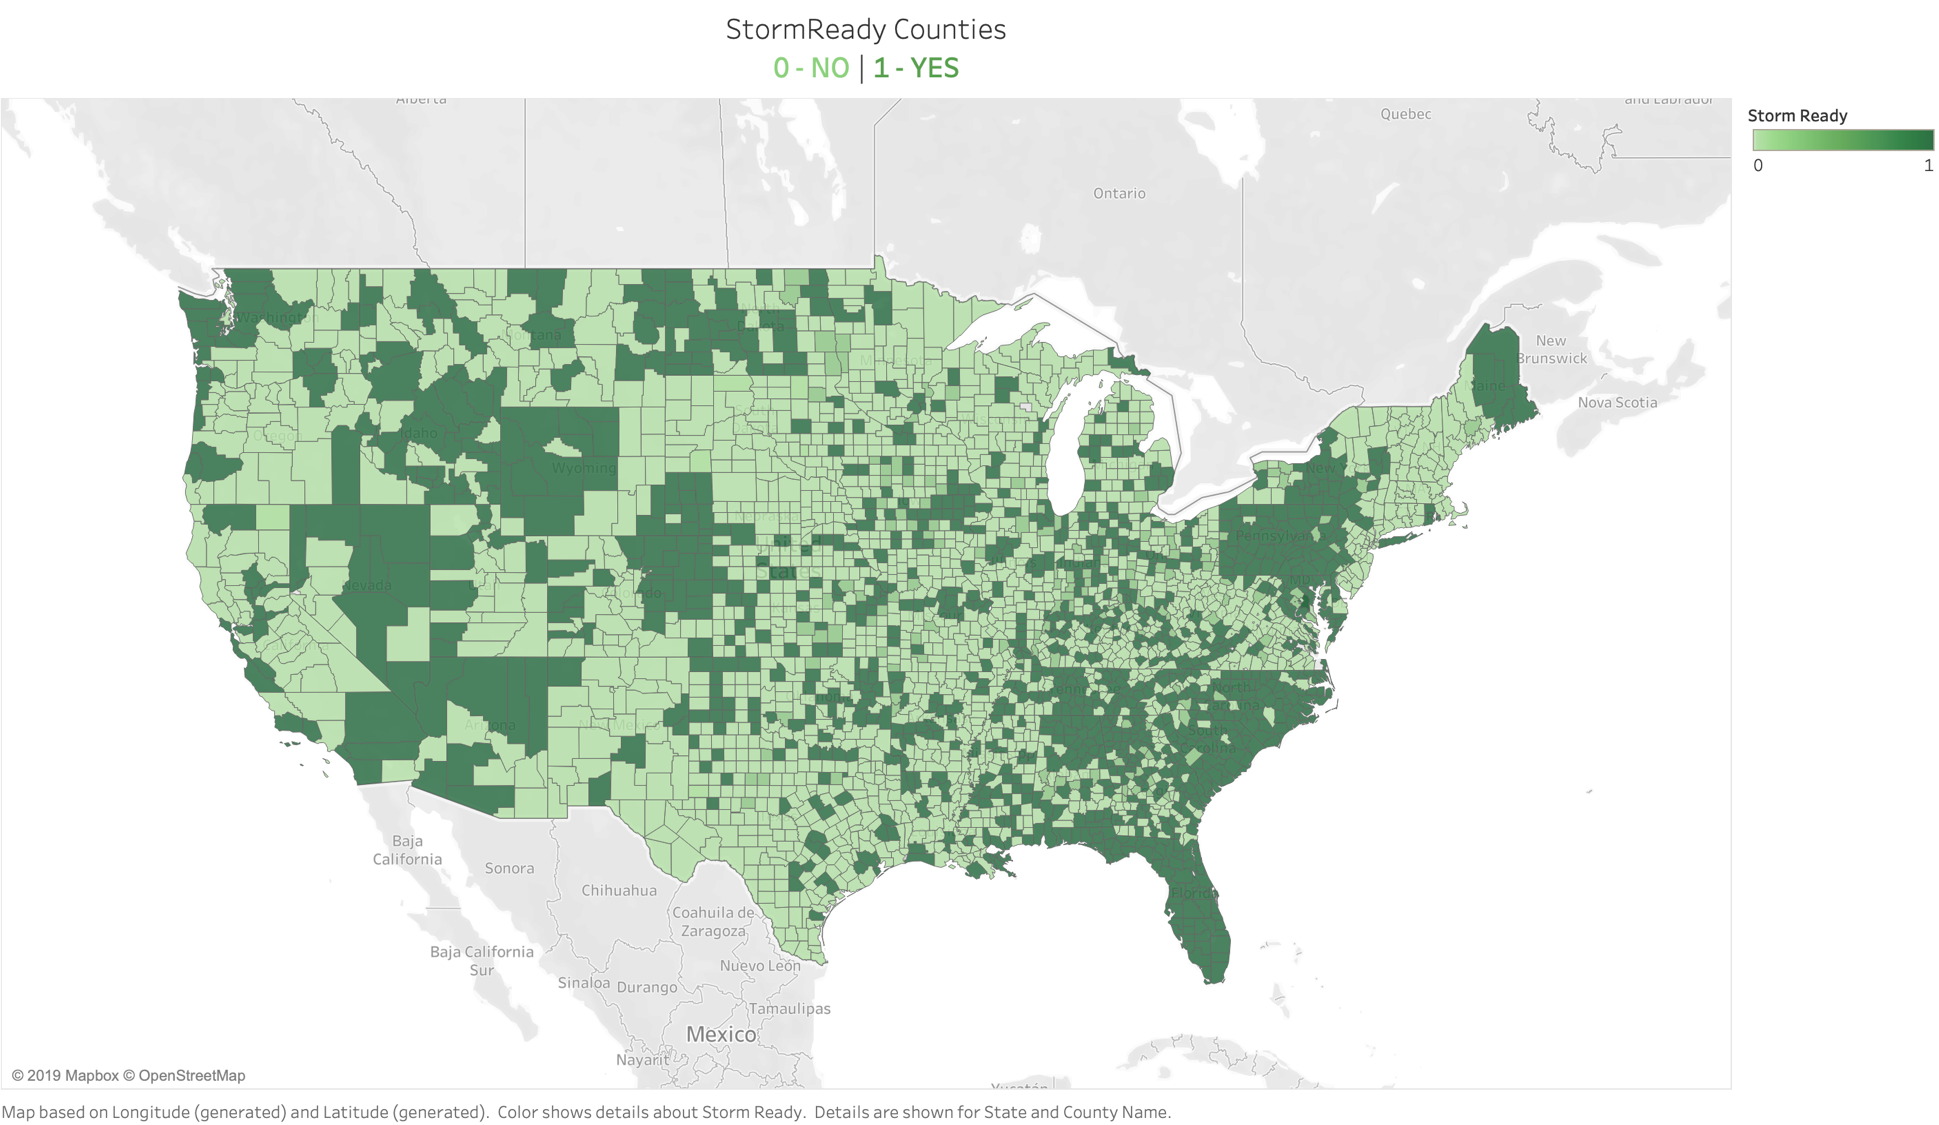 StormReady Counties
0 - NO | 1 - YES
Storm Ready
0
1
Alberta
Quebec
and Labrador
Ontario
New
Brunswick
Nova Scotia
Washington
Montana
Dakota
Minnesota
Maine
Oregon
Idaho
Wyoming
New
Nebraska
Pennsylvania
United
States
Nevada
MD
Arizona
New Mexico
North
Carolina
South
Carolina
Florida
Baja
California
Sonora
Chihuahua
Coahuila de
Zaragoza
Baja California
Sur
Nuevo León
Sinaloa
Durango
Tamaulipas
Mexico
Nayarit
Yucatán
© 2019 Mapbox © OpenStreetMap
Map based on Longitude (generated) and Latitude (generated).  Color shows details about Storm Ready.  Details are shown for State and County Name.